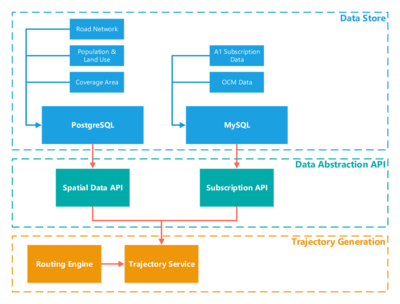 Data Store
Road Network
Population &
Land Use
Coverage Area
A1 Subscription
Data
OCM Data
PostgreSQL
MySQL
Data Abstraction API
Spatial Data API
Subscription API
Trajectory Generation
Routing Engine
Trajectory Service